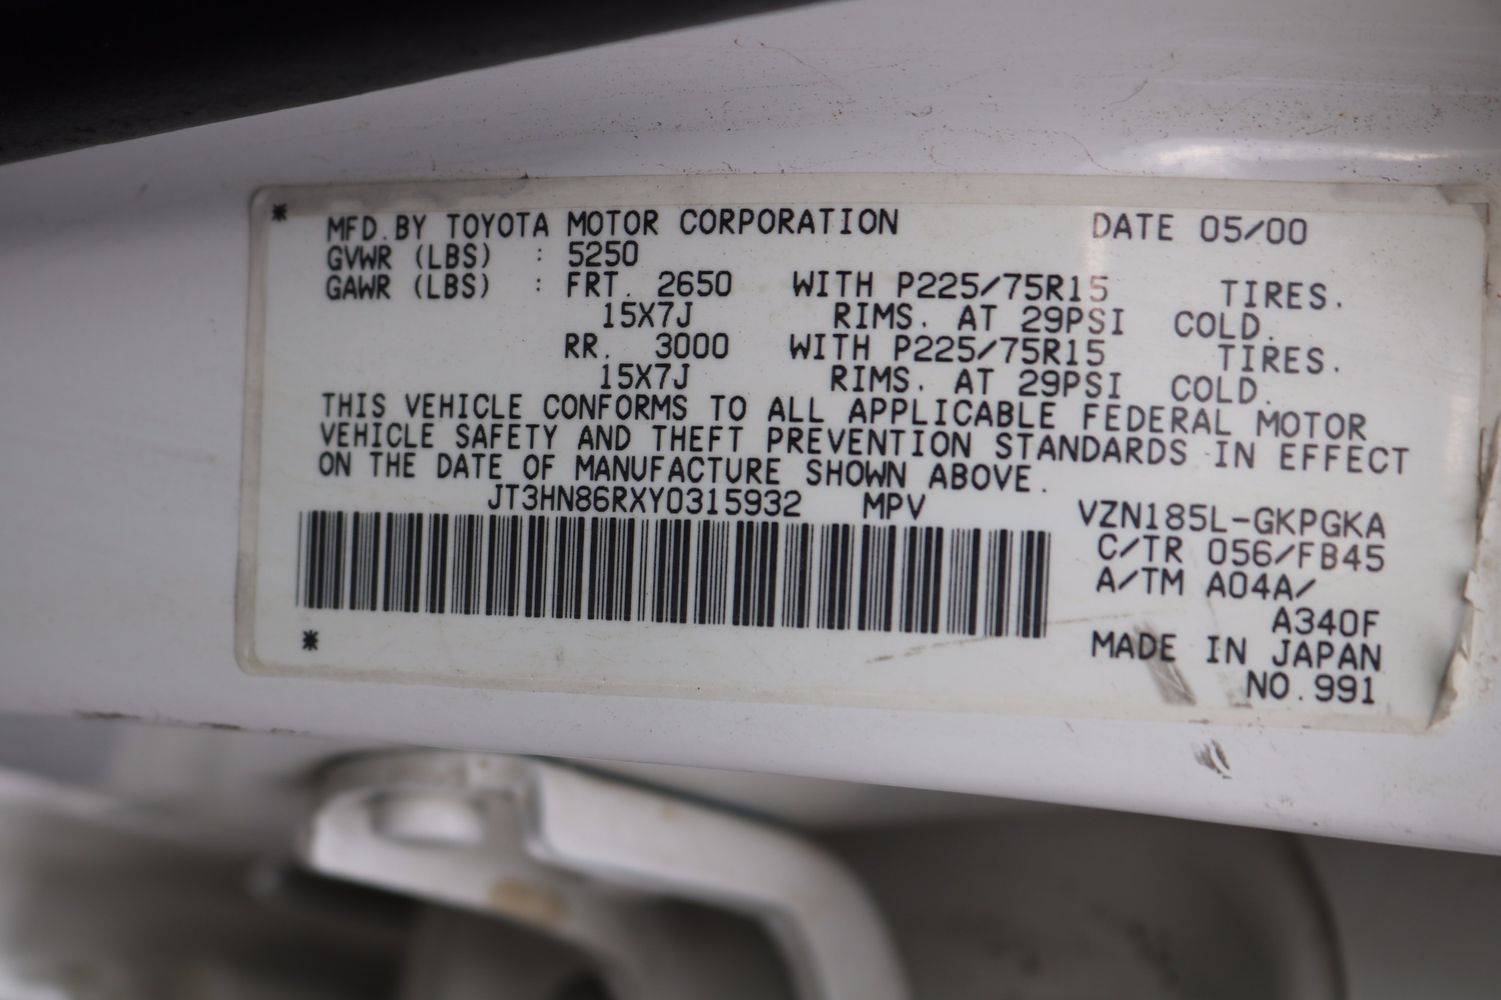 MFD. BY TOYOTA MOTOR CORPORATION DATE 05/00
GVWR (LBS) : 5250
GAWR (LBS) : FRT. 2650 WITH P225/75R15 TIRES.
15X7J RIMS. AT 29PSI COLD.
RR. 3000 WITH P225/75R15 TIRES.
15X7J RIMS. AT 29PSI COLD.
THIS VEHICLE CONFORMS TO ALL APPLICABLE FEDERAL MOTOR
VEHICLE SAFETY AND THEFT PREVENTION STANDARDS IN EFFECT
ON THE DATE OF MANUFACTURE SHOWN ABOVE.
JT3HN86RXY0315932 MPV VZN185L-GKPGKA
C/TR 056/FB45
A/TM A04A/
A340F
MADE IN JAPAN
NO. 991